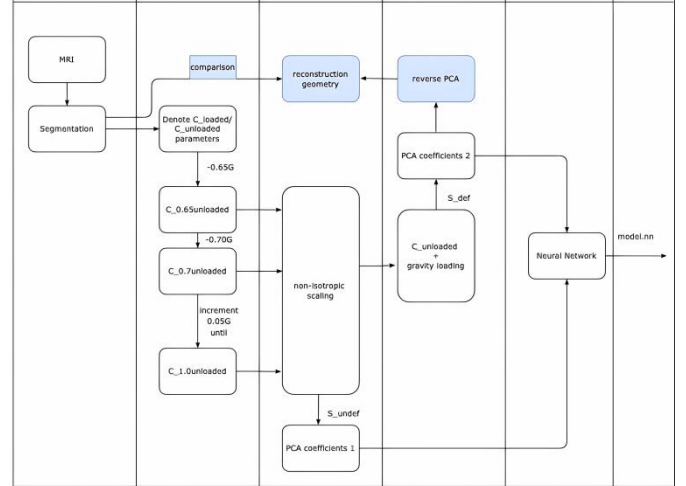 MRI
comparison
reconstruction
geometry
reverse PCA
Segmentation
Denote C_loaded/
C_unloaded
parameters
PCA coefficients 2
-0.65G
S_def
C_0.65unloaded
-0.70G
C_unloaded
+
gravity loading
model.nn
Neural Network
C_0.7unloaded
non-isotropic
scaling
increment
0.05G
until
C_1.0unloaded
S_undef
PCA coefficients 1